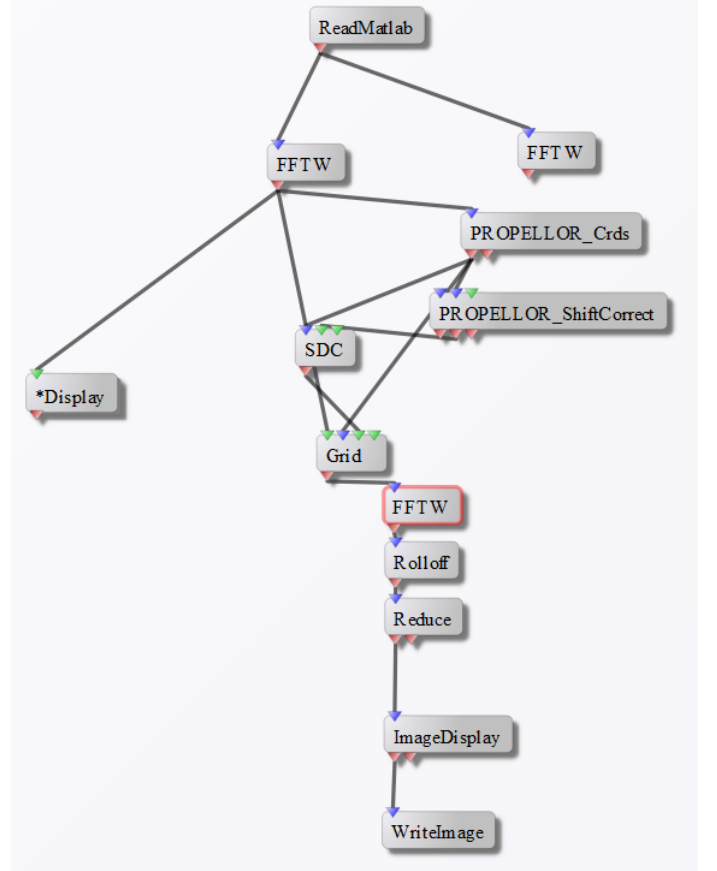 ReadMatlab
FFTW
FFTW
PROPELLOR_Crds
PROPELLOR_ShiftCorrect
SDC
*Display
Grid
FFTW
Rolloff
Reduce
ImageDisplay
WriteImage